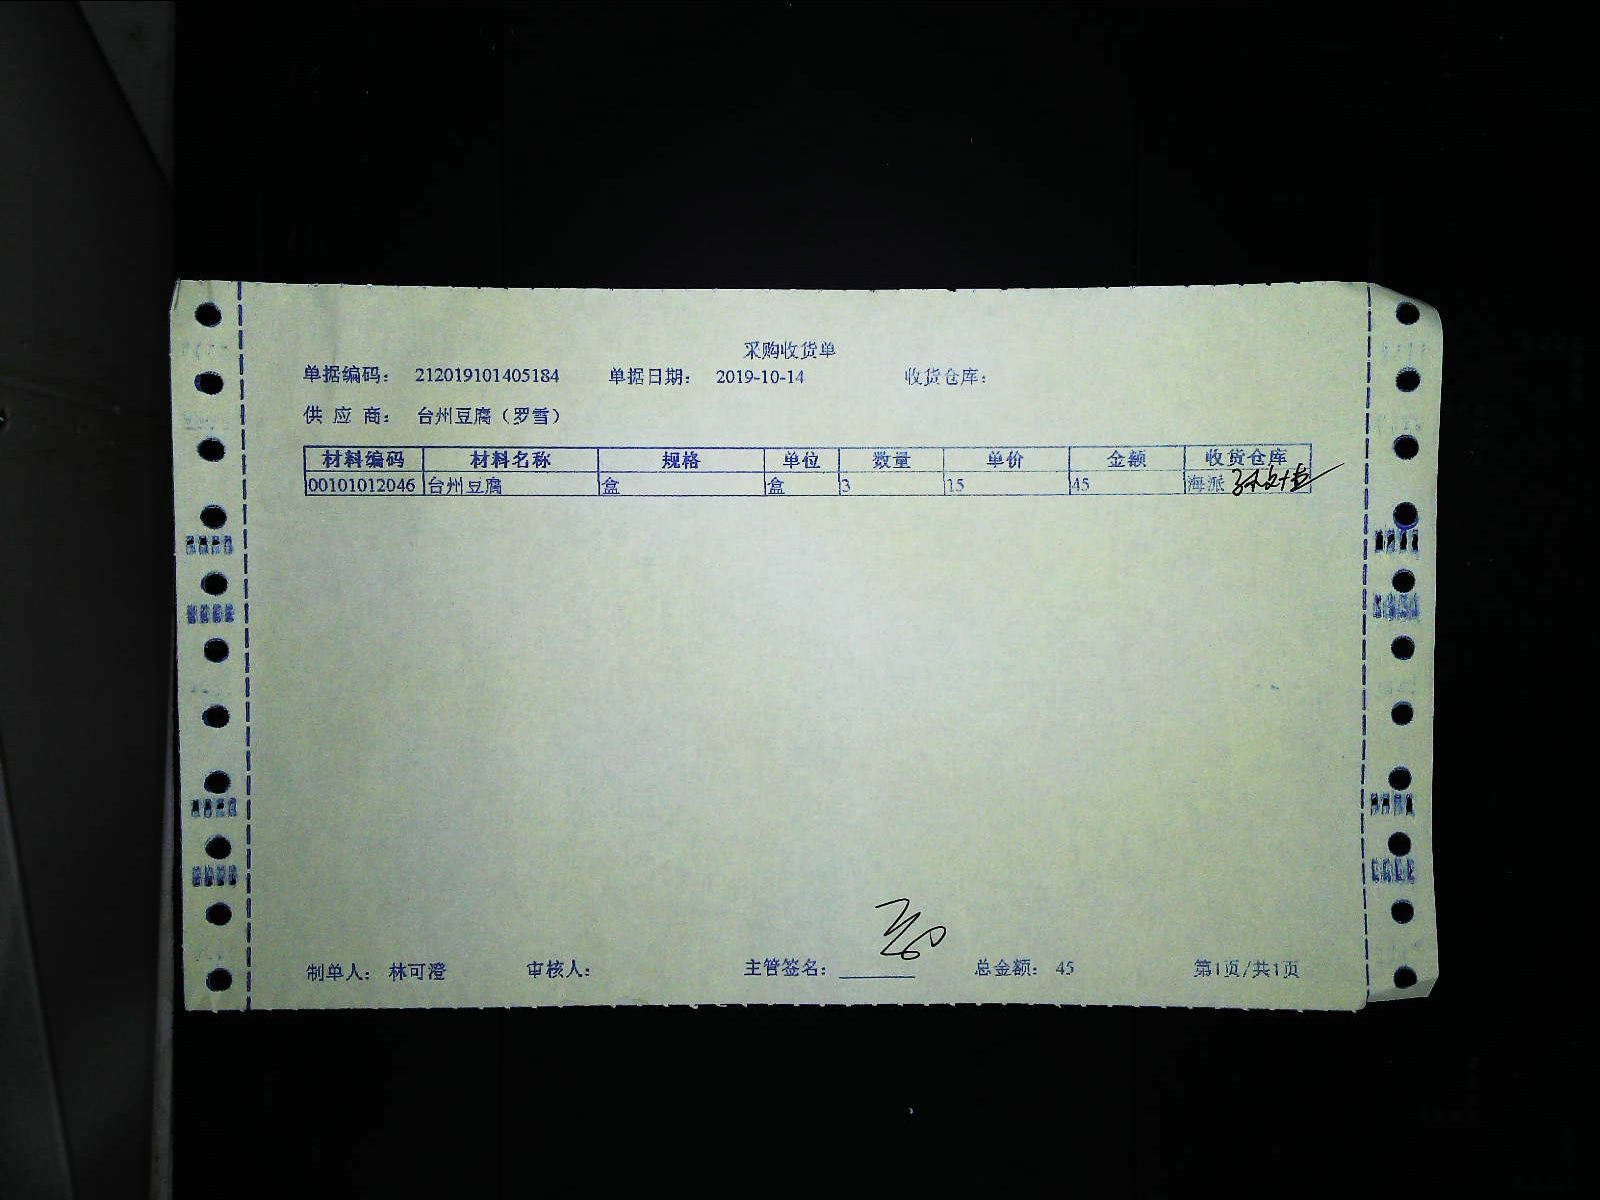 采购收货单
单据编码： 212019101405184 单据日期： 2019-10-14 收货仓库：
供 应 商： 台州豆腐（罗雪）
材料编码 材料名称 规格 单位 数量 单价 金额 收货仓库
00101012046 台州豆腐 盒 盒 3 15 45 海派
制单人： 林可澄 审核人： 主管签名： 总金额： 45 第1页/共1页